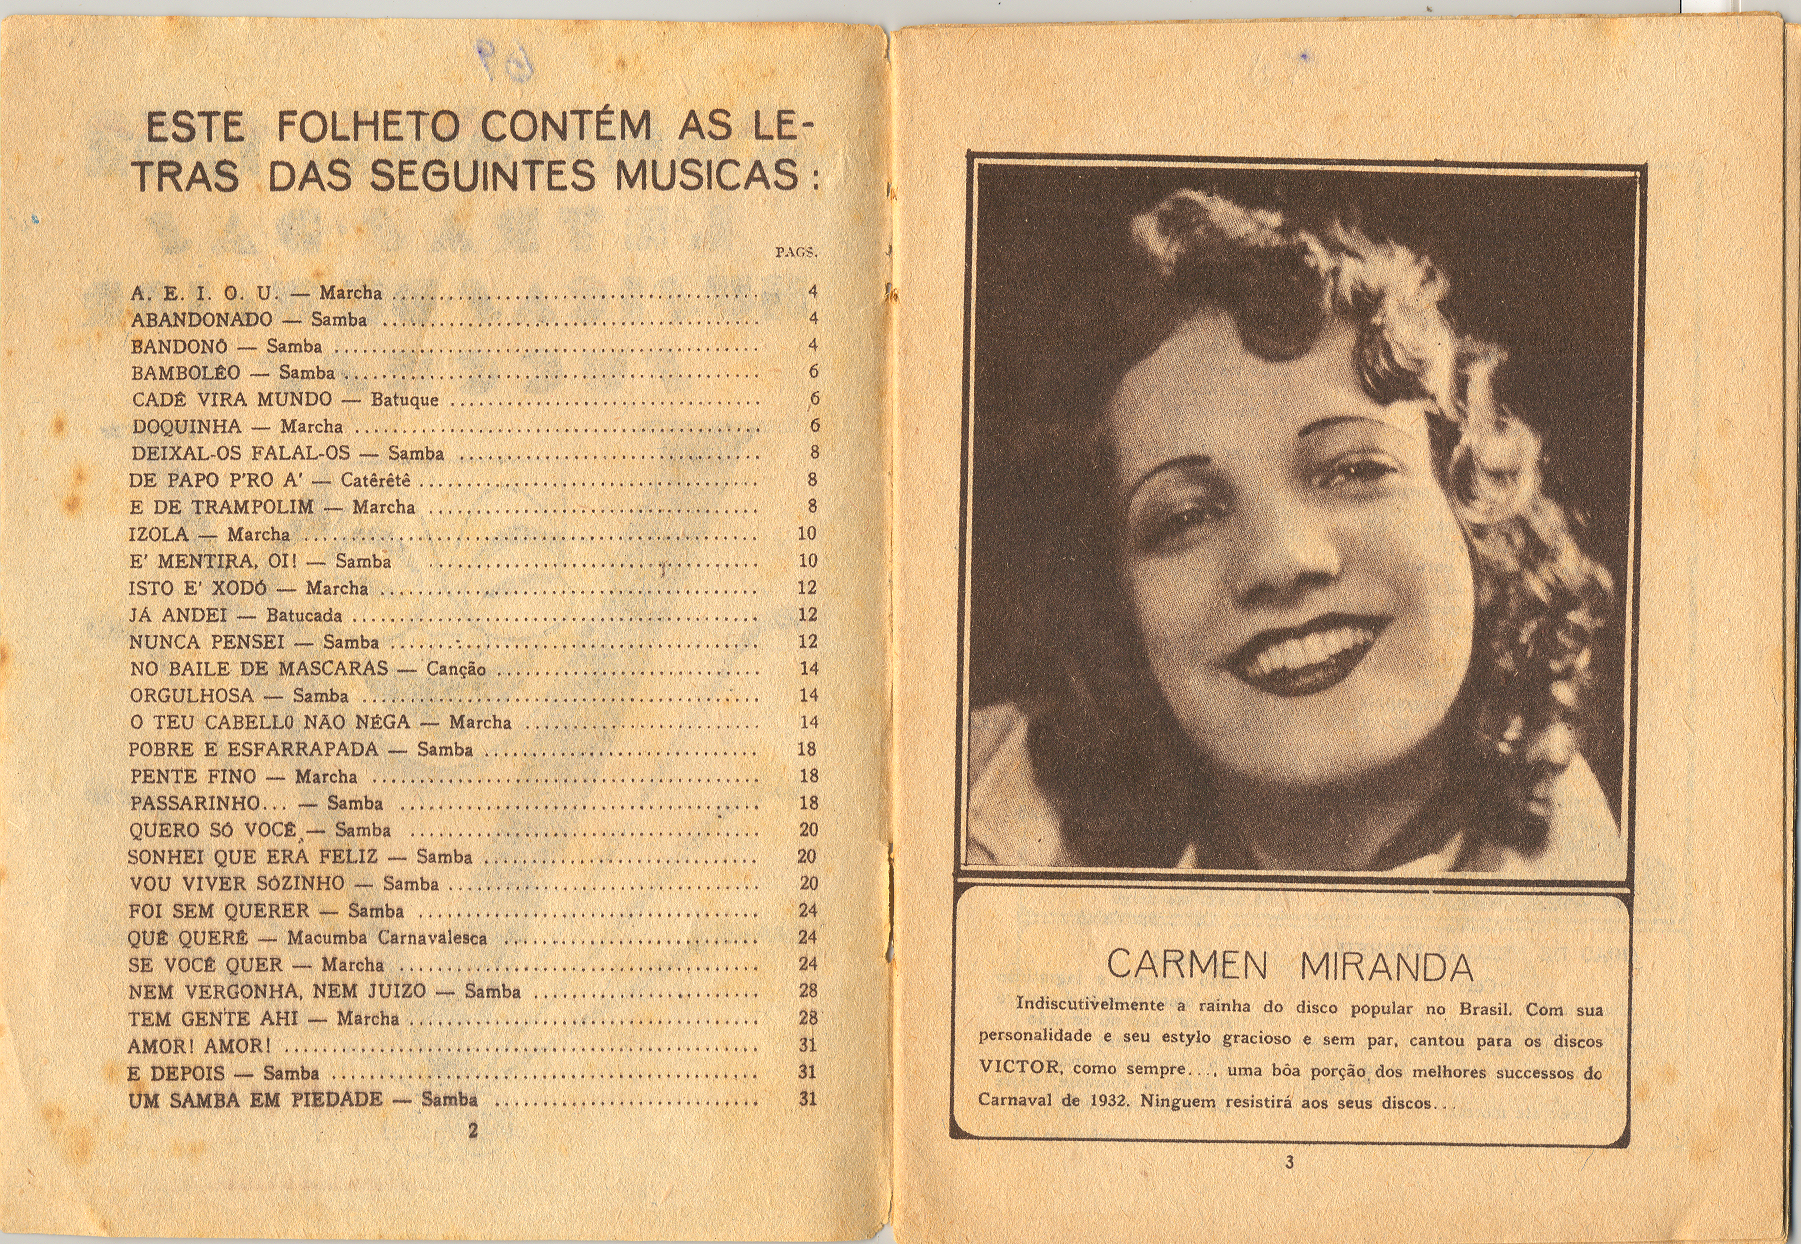 ESTE FOLHETO CONTÉM AS LE-
TRAS DAS SEGUINTES MUSICAS :
PAGS.
A. E. I. O. U. — Marcha ........................................ 4
ABANDONADO — Samba ........................................ 4
BANDONÔ — Samba ........................................ 4
BAMBOLÊO — Samba ........................................ 6
CADÊ VIRA MUNDO — Batuque ................................ 6
DOQUINHA — Marcha ........................................ 6
DEIXAL-OS FALAL-OS — Samba ................................ 8
DE PAPO P'RO A' — Catêrêtê ................................ 8
E DE TRAMPOLIM — Marcha ................................ 8
IZOLA — Marcha ........................................ 10
E' MENTIRA, OI! — Samba ................................ 10
ISTO E' XODÓ — Marcha ................................ 12
JÁ ANDEI — Batucada ................................ 12
NUNCA PENSEI — Samba ................................ 12
NO BAILE DE MASCARAS — Canção ........................ 14
ORGULHOSA — Samba ................................ 14
O TEU CABELLO NÃO NÉGA — Marcha ........................ 14
POBRE E ESFARRAPADA — Samba ........................ 18
PENTE FINO — Marcha ................................ 18
PASSARINHO... — Samba ................................ 18
QUERO SÓ VOCÊ — Samba ................................ 20
SONHEI QUE ERA FELIZ — Samba ........................ 20
VOU VIVER SÓZINHO — Samba ........................ 20
FOI SEM QUERER — Samba ................................ 24
QUÊ QUERÊ — Macumba Carnavalesca ........................ 24
SE VOCÊ QUER — Marcha ................................ 24
NEM VERGONHA, NEM JUIZO — Samba ........................ 28
TEM GENTE AHI — Marcha ................................ 28
AMOR! AMOR! ........................................ 31
E DEPOIS — Samba ........................................ 31
UM SAMBA EM PIEDADE — Samba ........................ 31
2
CARMEN MIRANDA
Indiscutivelmente a rainha do disco popular no Brasil. Com sua
personalidade e seu estylo gracioso e sem par, cantou para os discos
VICTOR, como sempre..., uma bôa porção dos melhores successos do
Carnaval de 1932. Ninguem resistirá aos seus discos...
3